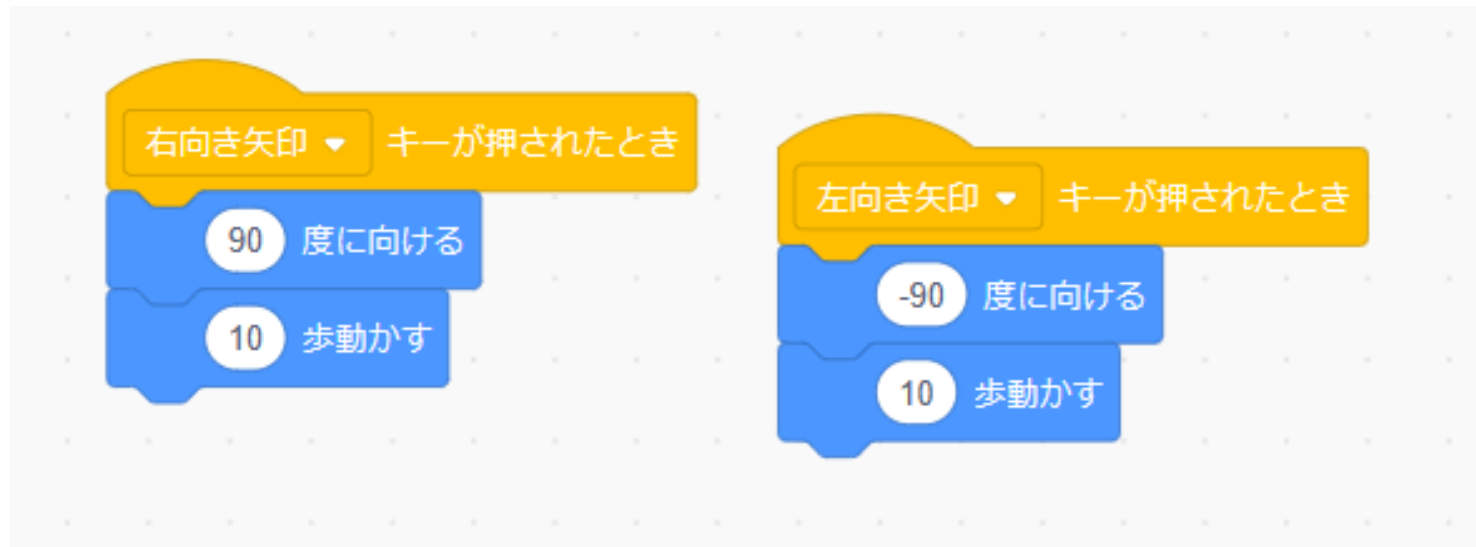 右向き矢印 キーが押されたとき
90 度に向ける
10 歩動かす
左向き矢印 キーが押されたとき
-90 度に向ける
10 歩動かす